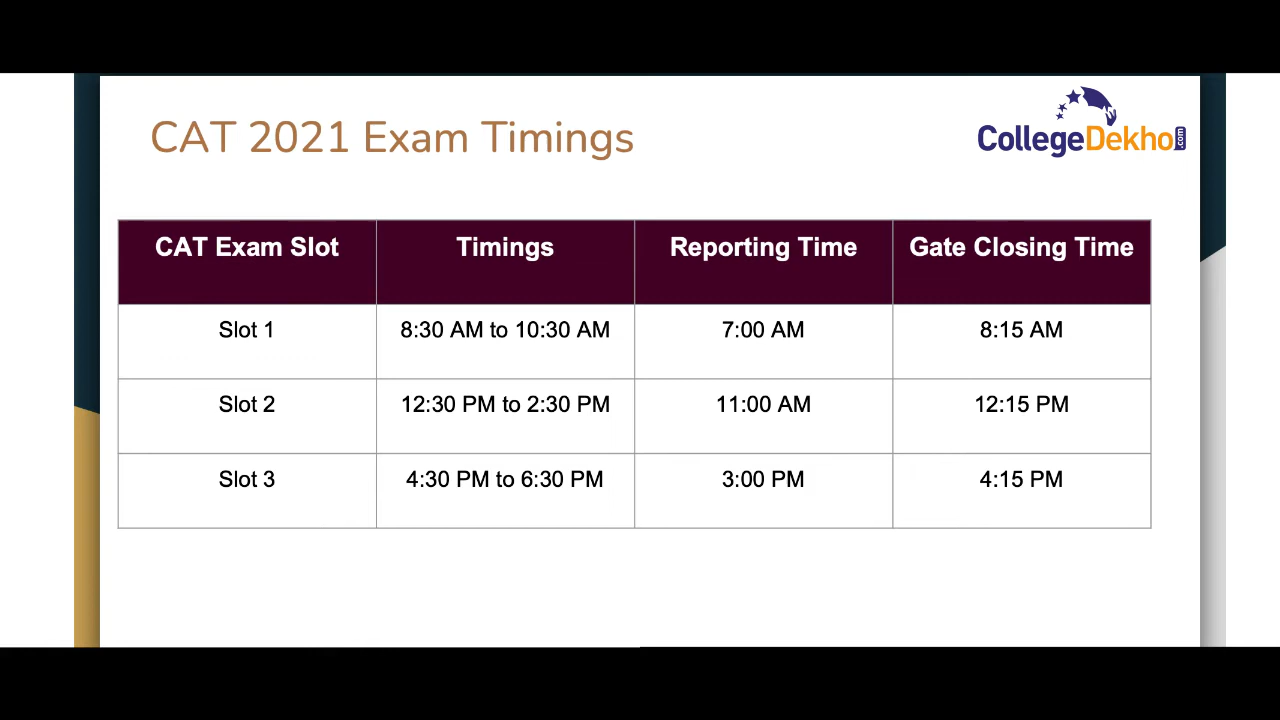 CAT 2021 Exam Timings
CollegeDekho.com
CAT Exam Slot Timings Reporting Time Gate Closing Time
Slot 1 8:30 AM to 10:30 AM 7:00 AM 8:15 AM
Slot 2 12:30 PM to 2:30 PM 11:00 AM 12:15 PM
Slot 3 4:30 PM to 6:30 PM 3:00 PM 4:15 PM